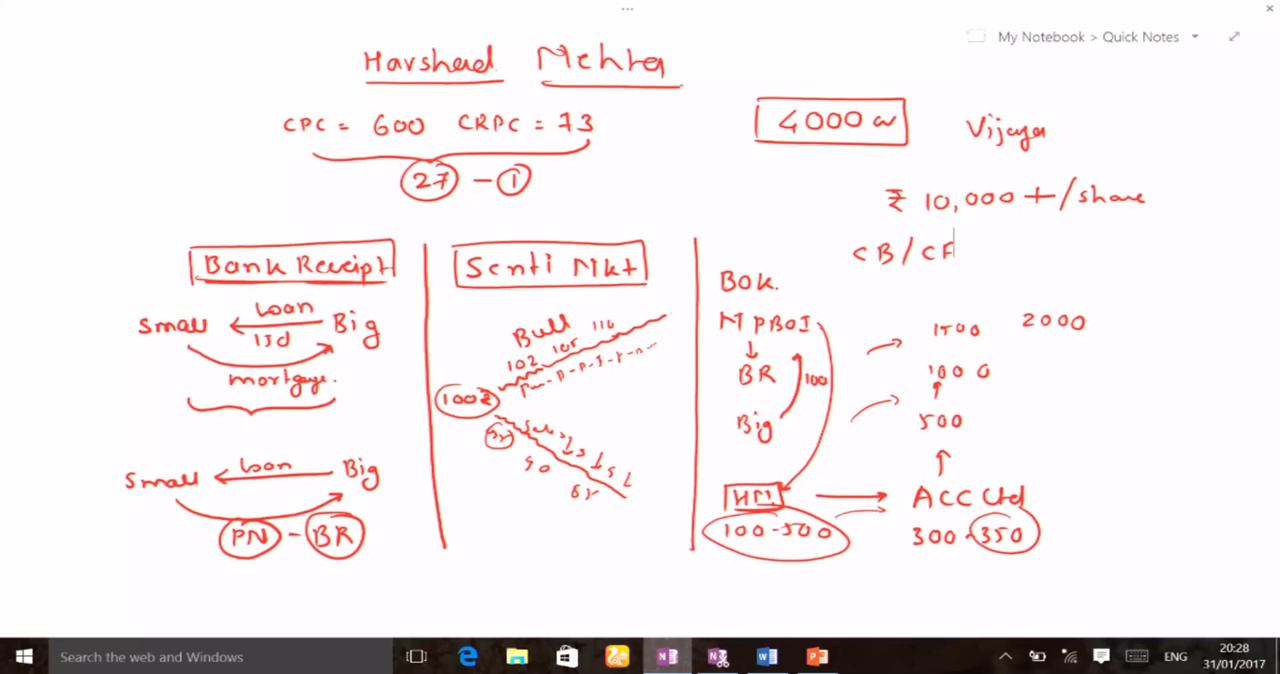 ...
My Notebook > Quick Notes
Harshad Mehta
CPC = 600 CRPC = 73
27 - 1
4000 cr
Vijaya
₹ 10,000 +/share
CB/CF
Bank Receipt
Small Loan Big
15d
mortgage.
Small Loan Big
PN - BR
Senti Mkt
Bull
102 105 110
100
90
BoK.
MPBOI
BR
100
Big
HM
100-500
1500 2000
1000
500
ACC Ltd
300-350
Search the web and Windows
ENG
20:28
31/01/2017